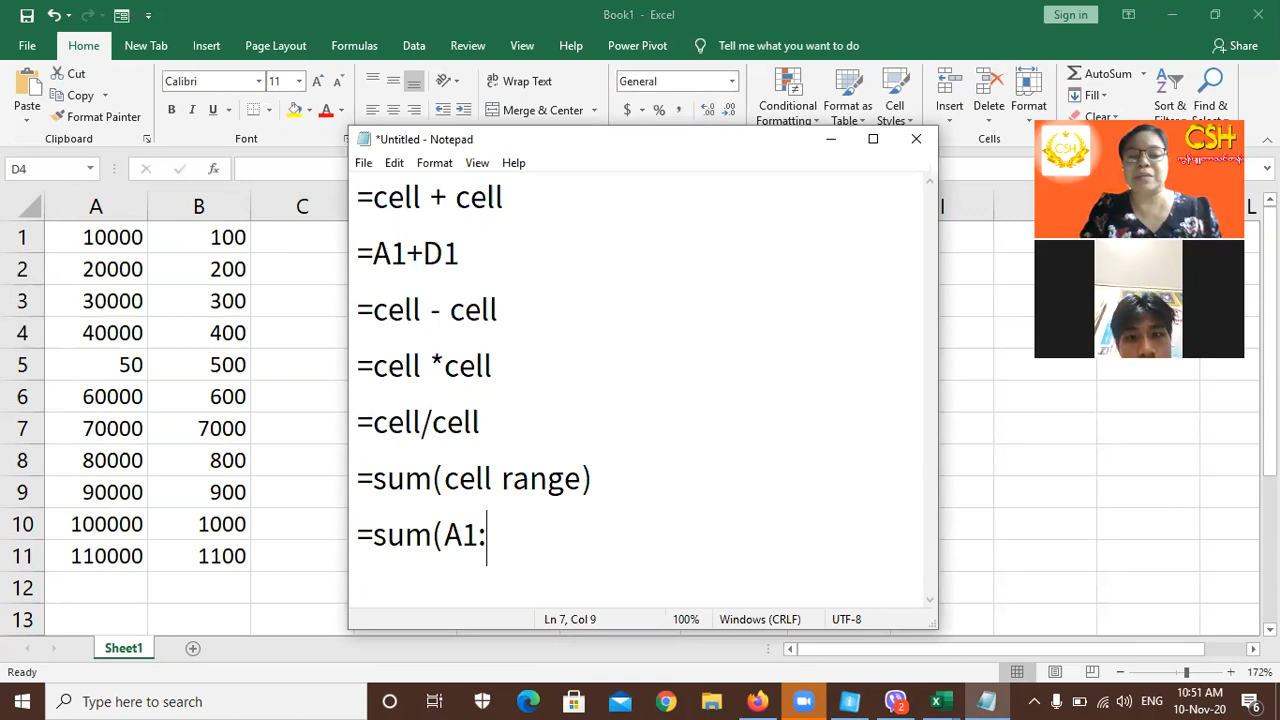 Book1 - Excel
Sign in
File Home New Tab Insert Page Layout Formulas Data Review View Help Power Pivot Tell me what you want to do Share
Paste
Cut
Copy
Format Painter
Clipboard
Calibri 11
B I U
Font
Wrap Text
Merge & Center
General
$ %
Conditional
Formatting
Format as
Table
Cell
Styles
Insert
Delete
Format
Cells
AutoSum
Fill
Clear
Sort &
Find &
D4
fx
A B C I L
1 10000 100
2 20000 200
3 30000 300
4 40000 400
5 50 500
6 60000 600
7 70000 7000
8 80000 800
9 90000 900
10 100000 1000
11 110000 1100
12
13
*Untitled - Notepad
File Edit Format View Help
=cell + cell
=A1+D1
=cell - cell
=cell *cell
=cell/cell
=sum(cell range)
=sum(A1:
Ln 7, Col 9 100% Windows (CRLF) UTF-8
CSH
CSH
Sheet1
Ready
172%
Type here to search
2
ENG
10:51 AM
10-Nov-20
6